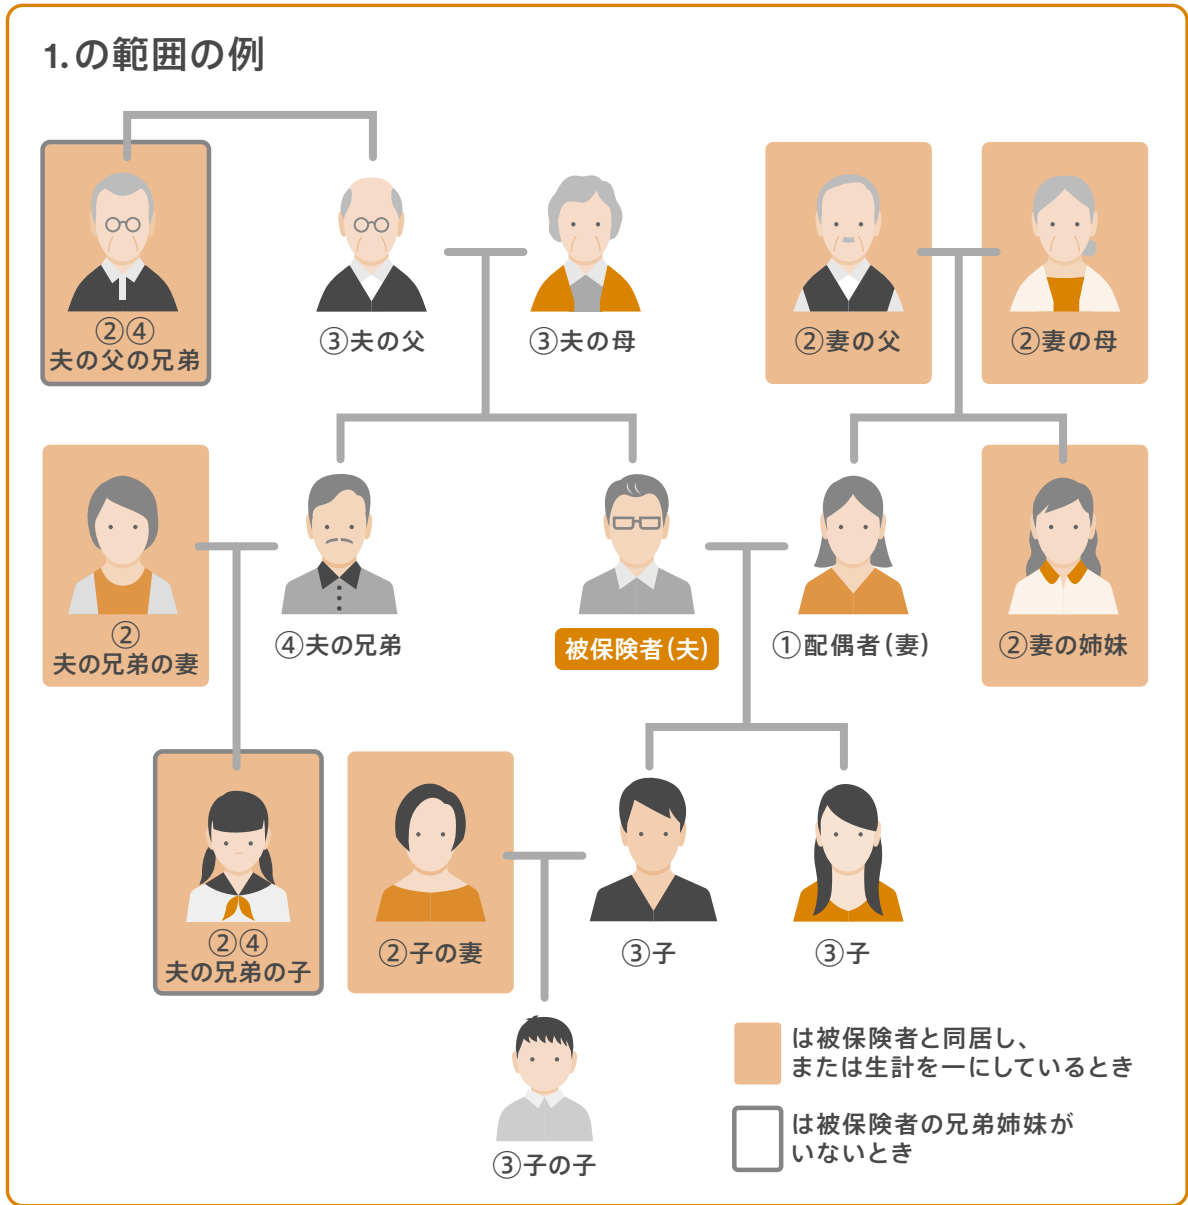 1.の範囲の例
②④
夫の父の兄弟
③夫の父
③夫の母
②妻の父
②妻の母
②
夫の兄弟の妻
④夫の兄弟
被保険者(夫)
①配偶者(妻)
②妻の姉妹
②④
夫の兄弟の子
②子の妻
③子
③子
③子の子
は被保険者と同居し、
または生計を一にしているとき
は被保険者の兄弟姉妹が
いないとき